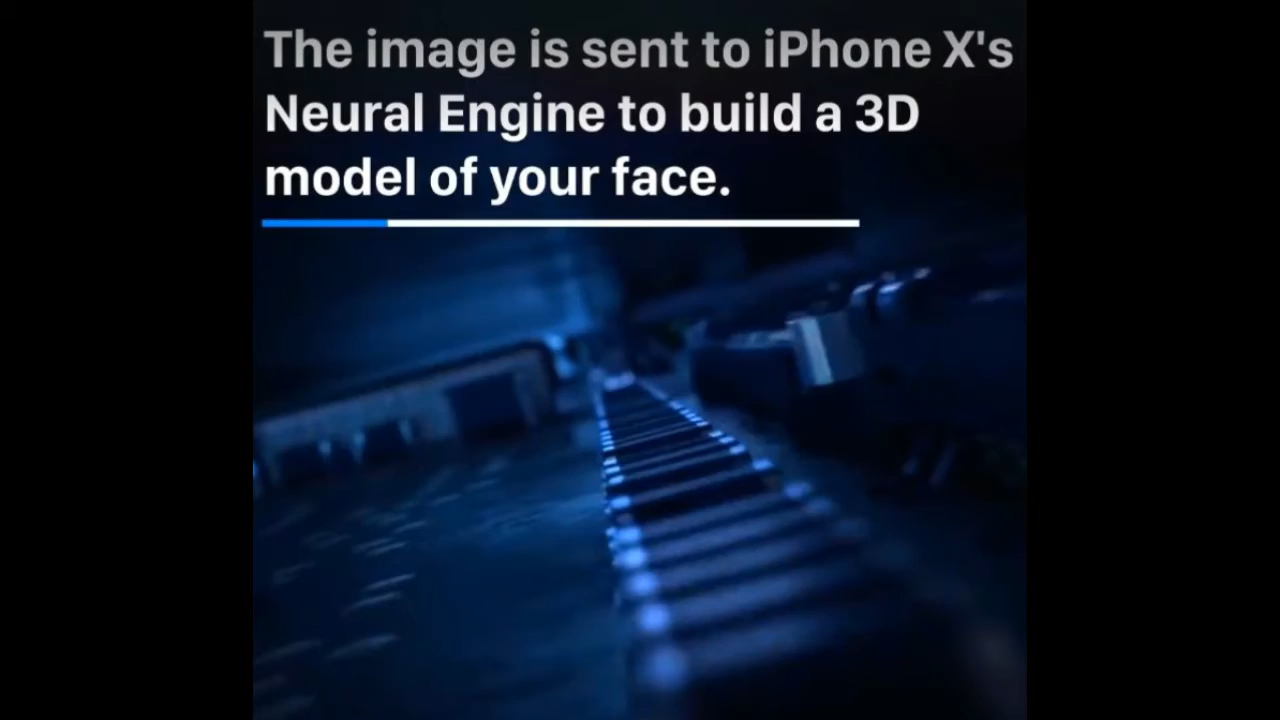 The image is sent to iPhone X's
Neural Engine to build a 3D
model of your face.